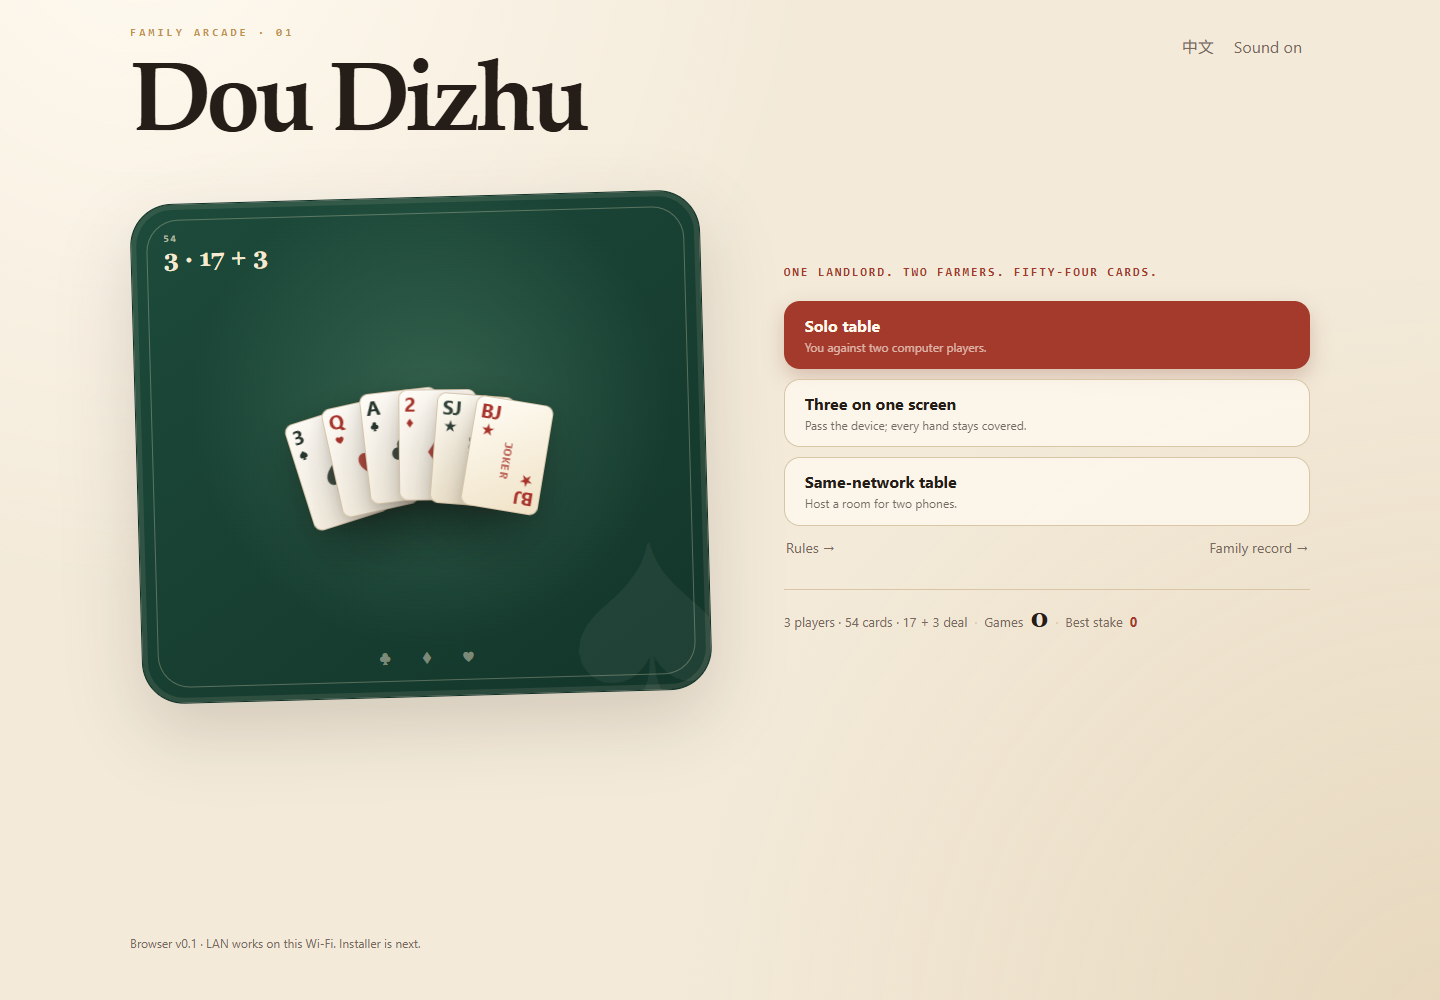 FAMILY ARCADE · 01
Dou Dizhu
中文 Sound on
54
3 · 17 + 3
3
Q
A
2
SJ
BJ
JOKER
BJ
ONE LANDLORD. TWO FARMERS. FIFTY-FOUR CARDS.
Solo table
You against two computer players.
Three on one screen
Pass the device; every hand stays covered.
Same-network table
Host a room for two phones.
Rules →
Family record →
3 players · 54 cards · 17 + 3 deal · Games 0 · Best stake 0
Browser v0.1 · LAN works on this Wi-Fi. Installer is next.